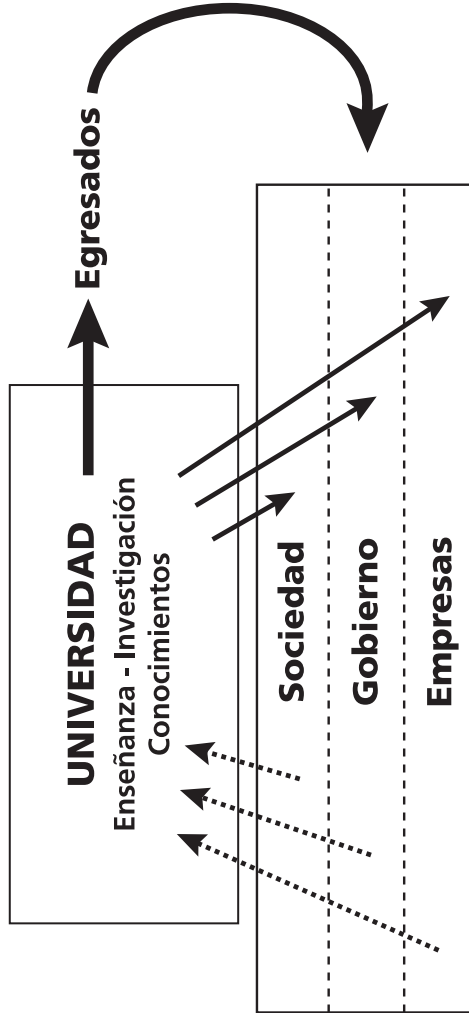 UNIVERSIDAD
Enseñanza - Investigación
Conocimientos
Egresados
Sociedad
Gobierno
Empresas